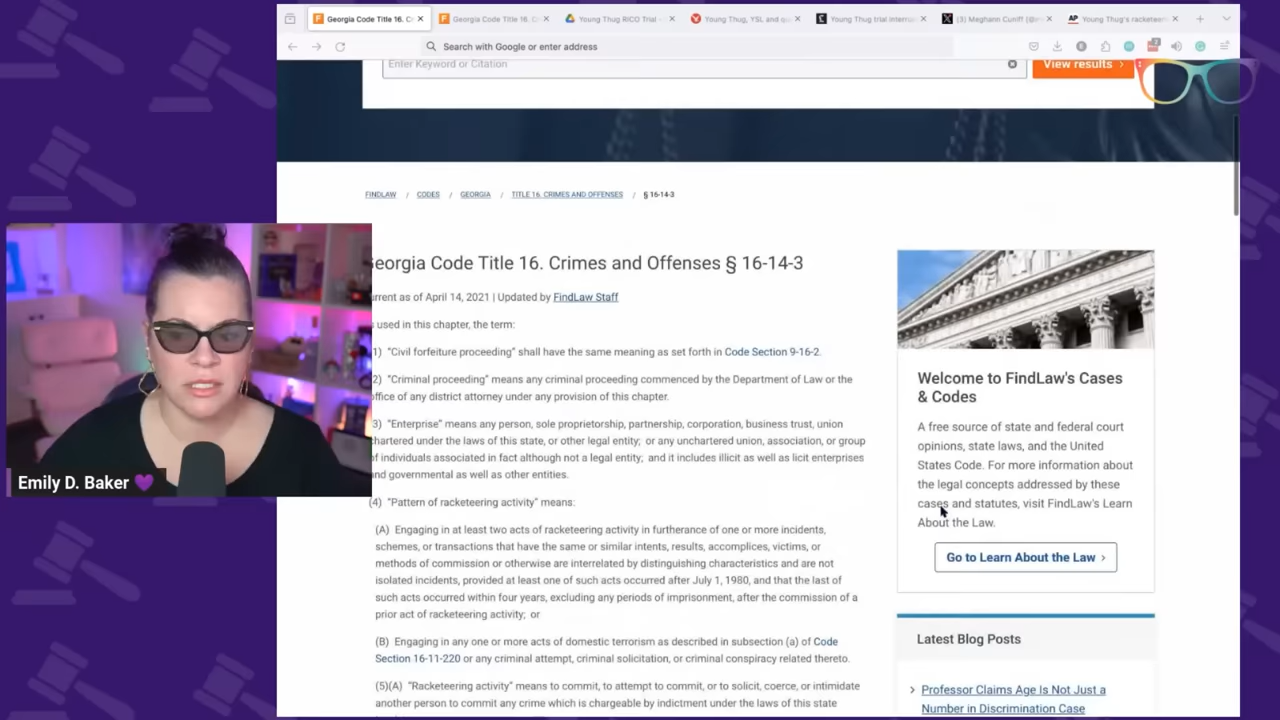 Georgia Code Title 16. C
Georgia Code Title 16. C
Young Thug RICO Trial -
Young Thug, YSL and
Young Thug trial interru
(3) Meghann Cuniff
AP Young Thug's racketeer
Search with Google or enter address
Enter Keyword or Citation
View results
FINDLAW / CODES / GEORGIA / TITLE 16. CRIMES AND OFFENSES / § 16-14-3
eorgia Code Title 16. Crimes and Offenses § 16-14-3
urrent as of April 14, 2021 | Updated by FindLaw Staff
s used in this chapter, the term:
1) “Civil forfeiture proceeding” shall have the same meaning as set forth in Code Section 9-16-2.
2) “Criminal proceeding” means any criminal proceeding commenced by the Department of Law or the
office of any district attorney under any provision of this chapter.
3) “Enterprise” means any person, sole proprietorship, partnership, corporation, business trust, union
chartered under the laws of this state, or other legal entity; or any unchartered union, association, or group
of individuals associated in fact although not a legal entity; and it includes illicit as well as licit enterprises
and governmental as well as other entities.
(4) “Pattern of racketeering activity” means:
(A) Engaging in at least two acts of racketeering activity in furtherance of one or more incidents,
schemes, or transactions that have the same or similar intents, results, accomplices, victims, or
methods of commission or otherwise are interrelated by distinguishing characteristics and are not
isolated incidents, provided at least one of such acts occurred after July 1, 1980, and that the last of
such acts occurred within four years, excluding any periods of imprisonment, after the commission of a
prior act of racketeering activity; or
(B) Engaging in any one or more acts of domestic terrorism as described in subsection (a) of Code
Section 16-11-220 or any criminal attempt, criminal solicitation, or criminal conspiracy related thereto.
(5)(A) “Racketeering activity” means to commit, to attempt to commit, or to solicit, coerce, or intimidate
another person to commit any crime which is chargeable by indictment under the laws of this state
Welcome to FindLaw's Cases
& Codes
A free source of state and federal court
opinions, state laws, and the United
States Code. For more information about
the legal concepts addressed by these
cases and statutes, visit FindLaw's Learn
About the Law.
Go to Learn About the Law
Latest Blog Posts
Professor Claims Age Is Not Just a
Number in Discrimination Case
Emily D. Baker